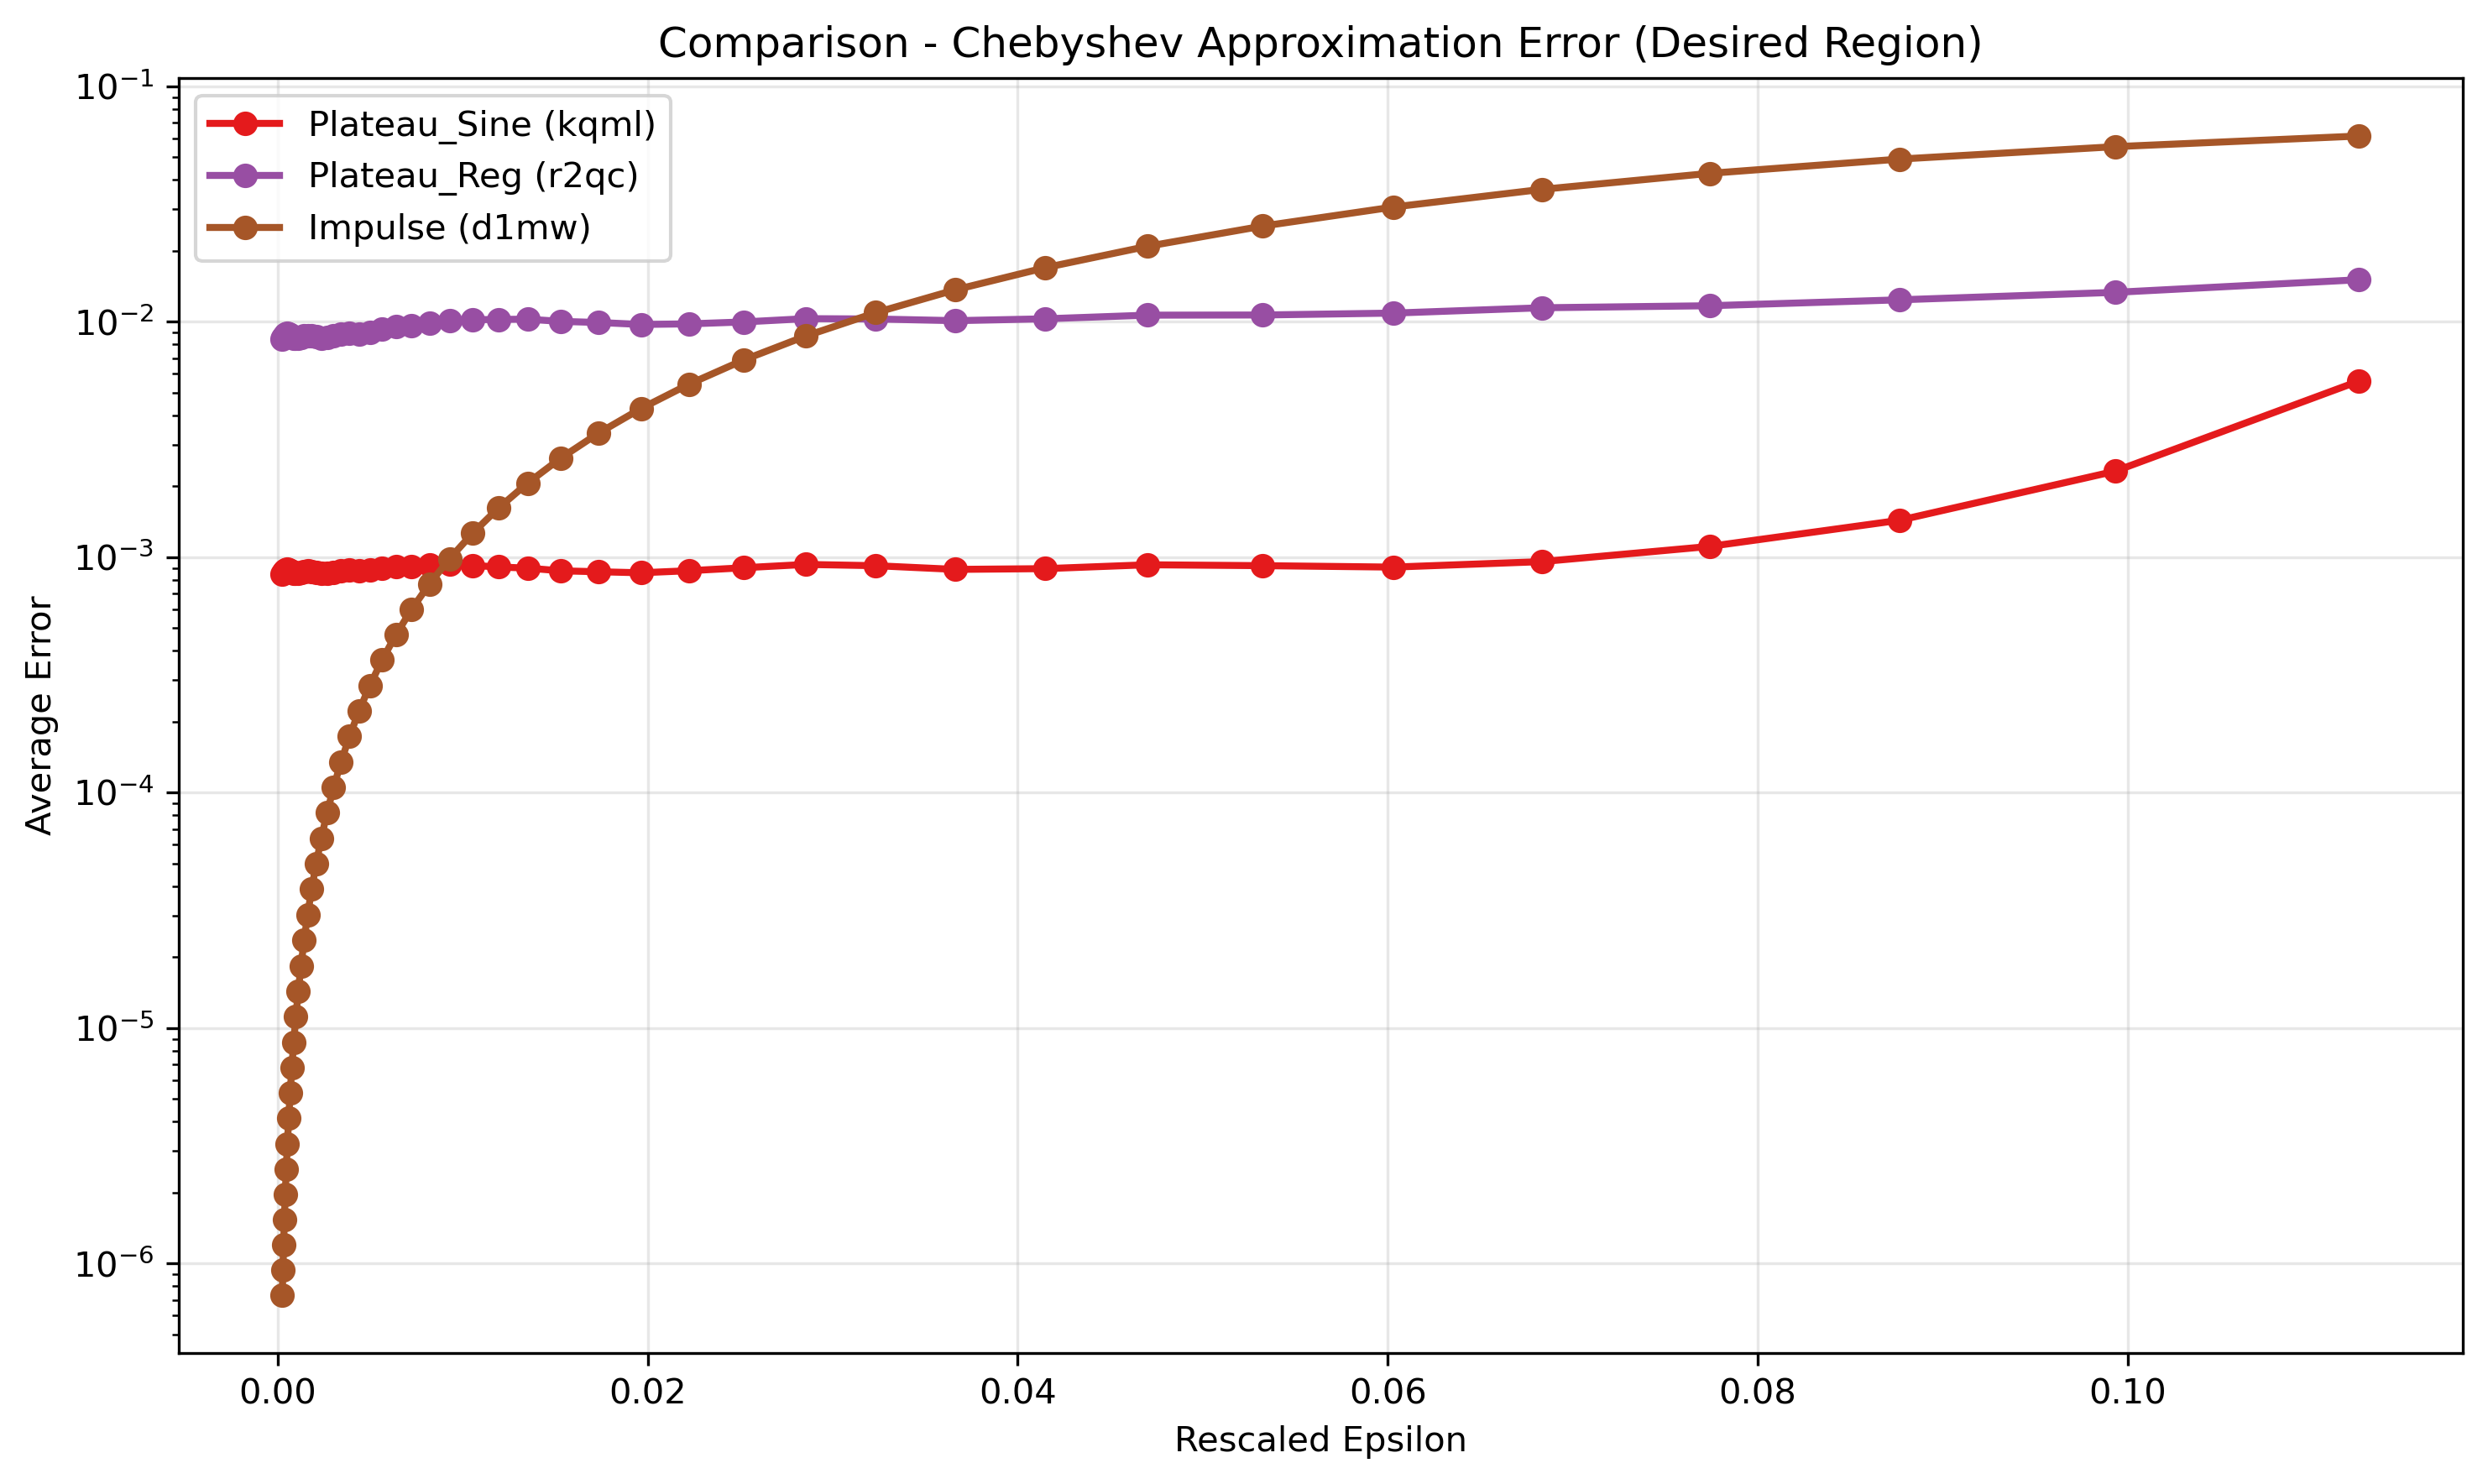 Comparison - Chebyshev Approximation Error (Desired Region)
Plateau_Sine (kqml)
Plateau_Reg (r2qc)
Impulse (d1mw)
Average Error
10⁻¹
10⁻²
10⁻³
10⁻⁴
10⁻⁵
10⁻⁶
0.00 0.02 0.04 0.06 0.08 0.10
Rescaled Epsilon